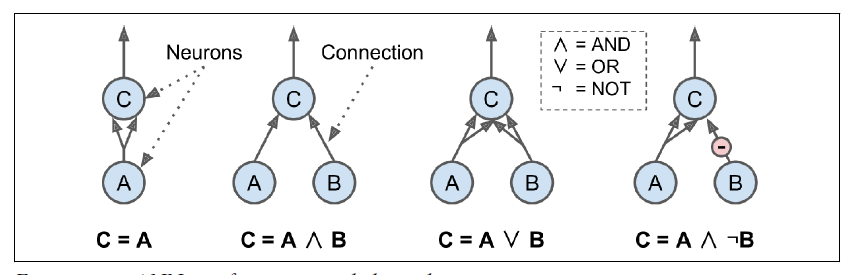 Neurons
Connection
∧ = AND
∨ = OR
¬ = NOT
C
C
C
C
-
A
A
B
A
B
A
B
C = A
C = A ∧ B
C = A ∨ B
C = A ∧ ¬B